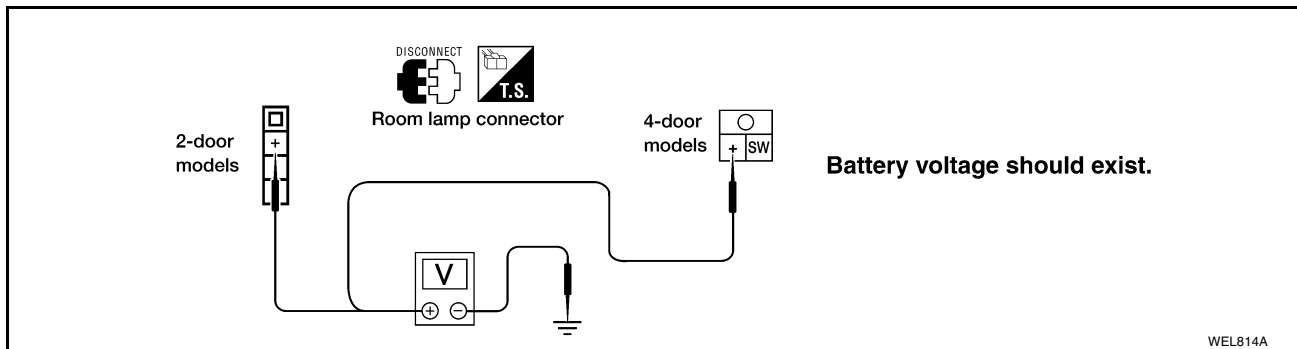 DISCONNECT
T.S.
Room lamp connector
2-door
models
+
4-door
models
+ SW
Battery voltage should exist.
V
+ −
WEL814A